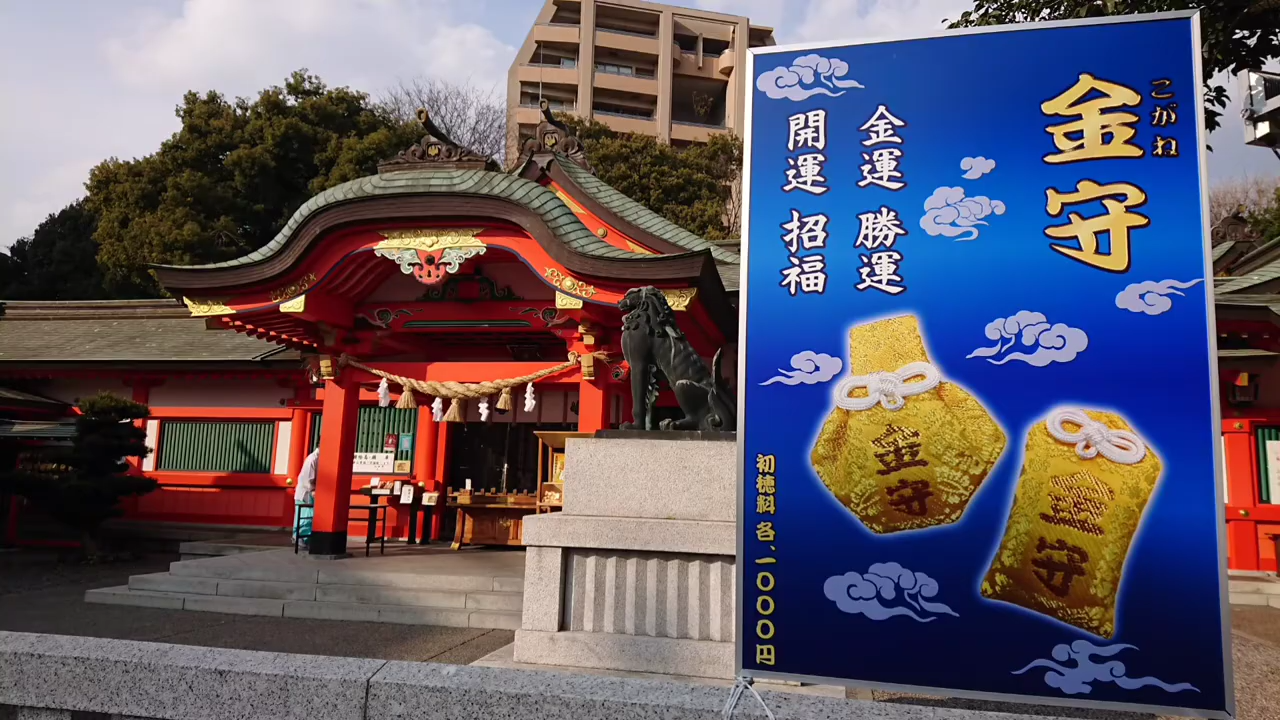 金守
こがね
金運 勝運
開運 招福
金守
金守
初穂料 各、一〇〇〇円